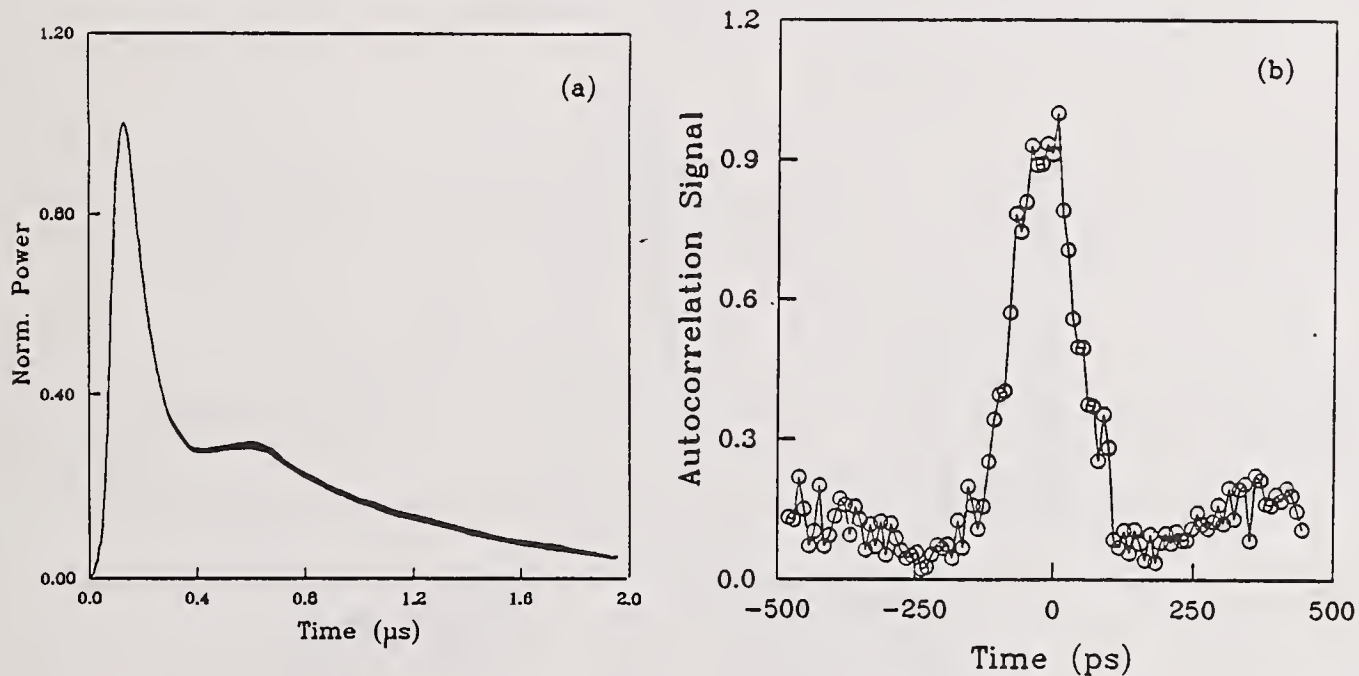 1.20
(a)
0.80
Norm. Power
0.40
0.00
0.0 0.4 0.8 1.2 1.6 2.0
Time (µs)
1.2
(b)
0.9
Autocorrelation Signal
0.6
0.3
0.0
-500 -250 0 250 500
Time (ps)